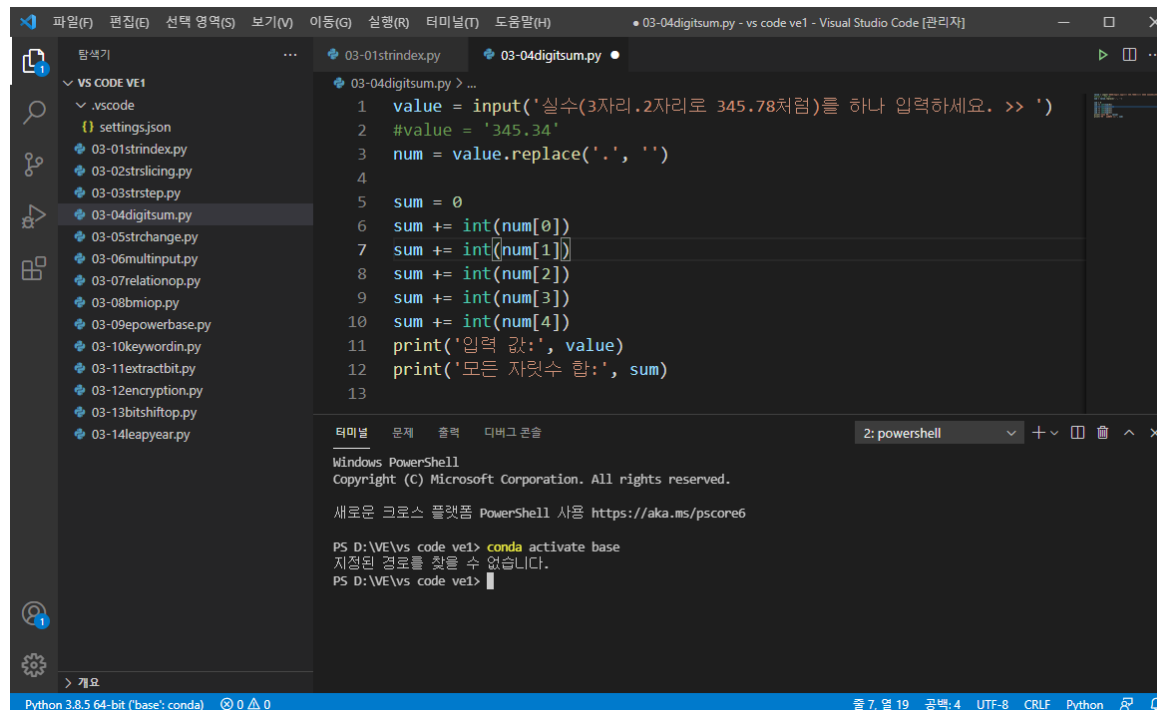 파일(F) 편집(E) 선택 영역(S) 보기(V) 이동(G) 실행(R) 터미널(T) 도움말(H) ● 03-04digitsum.py - vs code ve1 - Visual Studio Code [관리자]
탐색기 ···
VS CODE VE1
.vscode
{} settings.json
03-01strindex.py
03-02strslicing.py
03-03strstep.py
03-04digitsum.py
03-05strchange.py
03-06multinput.py
03-07relationop.py
03-08bmiop.py
03-09epowerbase.py
03-10keywordin.py
03-11extractbit.py
03-12encryption.py
03-13bitshiftop.py
03-14leapyear.py
개요
1
1
03-01strindex.py 03-04digitsum.py ●
03-04digitsum.py > ...
1 value = input('실수(3자리.2자리로 345.78처럼)를 하나 입력하세요. >> ')
2 #value = '345.34'
3 num = value.replace('.', '')
4
5 sum = 0
6 sum += int(num[0])
7 sum += int(num[1])
8 sum += int(num[2])
9 sum += int(num[3])
10 sum += int(num[4])
11 print('입력 값:', value)
12 print('모든 자릿수 합:', sum)
13
터미널 문제 출력 디버그 콘솔 2: powershell
Windows PowerShell
Copyright (C) Microsoft Corporation. All rights reserved.
새로운 크로스 플랫폼 PowerShell 사용 https://aka.ms/pscore6
PS D:\VE\vs code ve1> conda activate base
지정된 경로를 찾을 수 없습니다.
PS D:\VE\vs code ve1>
Python 3.8.5 64-bit ('base': conda) 0 0 줄 7, 열 19 공백: 4 UTF-8 CRLF Python